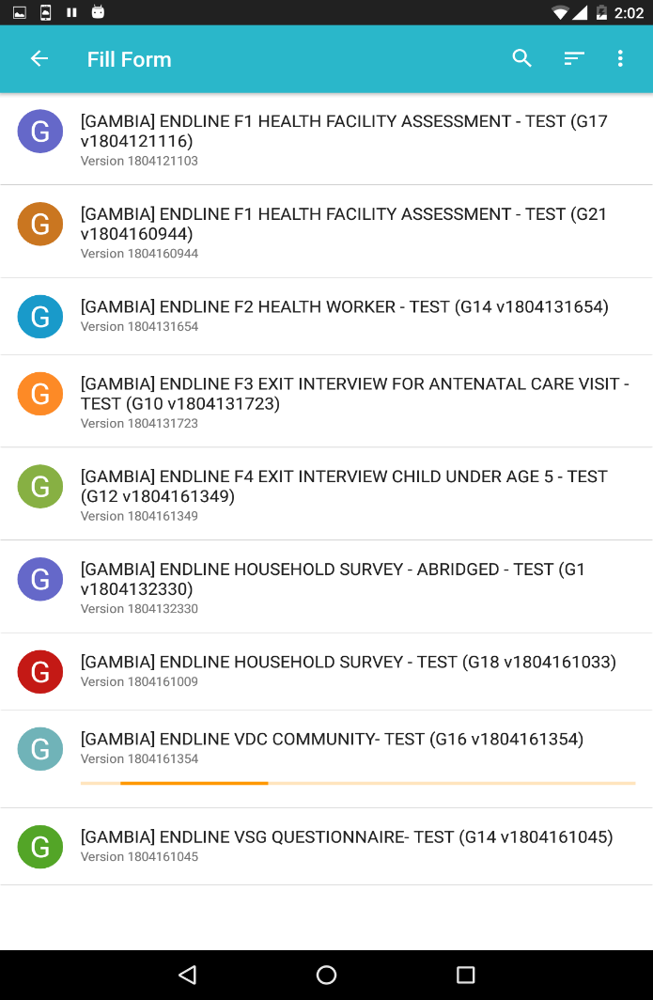 2:02
Fill Form
G
[GAMBIA] ENDLINE F1 HEALTH FACILITY ASSESSMENT - TEST (G17
v1804121116)
Version 1804121103
G
[GAMBIA] ENDLINE F1 HEALTH FACILITY ASSESSMENT - TEST (G21
v1804160944)
Version 1804160944
G
[GAMBIA] ENDLINE F2 HEALTH WORKER - TEST (G14 v1804131654)
Version 1804131654
G
[GAMBIA] ENDLINE F3 EXIT INTERVIEW FOR ANTENATAL CARE VISIT -
TEST (G10 v1804131723)
Version 1804131723
G
[GAMBIA] ENDLINE F4 EXIT INTERVIEW CHILD UNDER AGE 5 - TEST
(G12 v1804161349)
Version 1804161349
G
[GAMBIA] ENDLINE HOUSEHOLD SURVEY - ABRIDGED - TEST (G1
v1804132330)
Version 1804132330
G
[GAMBIA] ENDLINE HOUSEHOLD SURVEY - TEST (G18 v1804161033)
Version 1804161009
G
[GAMBIA] ENDLINE VDC COMMUNITY- TEST (G16 v1804161354)
Version 1804161354
G
[GAMBIA] ENDLINE VSG QUESTIONNAIRE- TEST (G14 v1804161045)
Version 1804161045